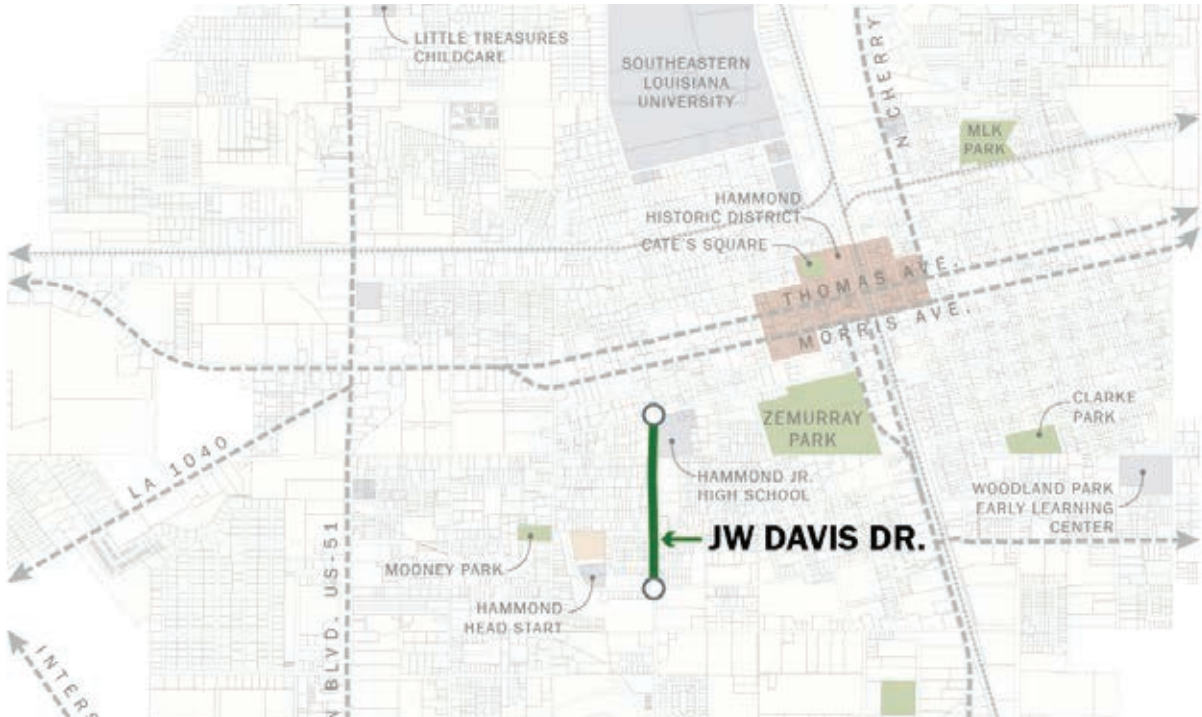 LITTLE TREASURES
CHILDCARE
SOUTHEASTERN
LOUISIANA
UNIVERSITY
N CHERRY
MLK
PARK
HAMMOND
HISTORIC DISTRICT
CATE'S SQUARE
THOMAS AVE.
MORRIS AVE.
ZEMURRAY
PARK
CLARKE
PARK
LA 1040
HAMMOND JR.
HIGH SCHOOL
WOODLAND PARK
EARLY LEARNING
CENTER
JW DAVIS DR.
MOONEY PARK
HAMMOND
HEAD START
N BLVD. US-51
INTERS